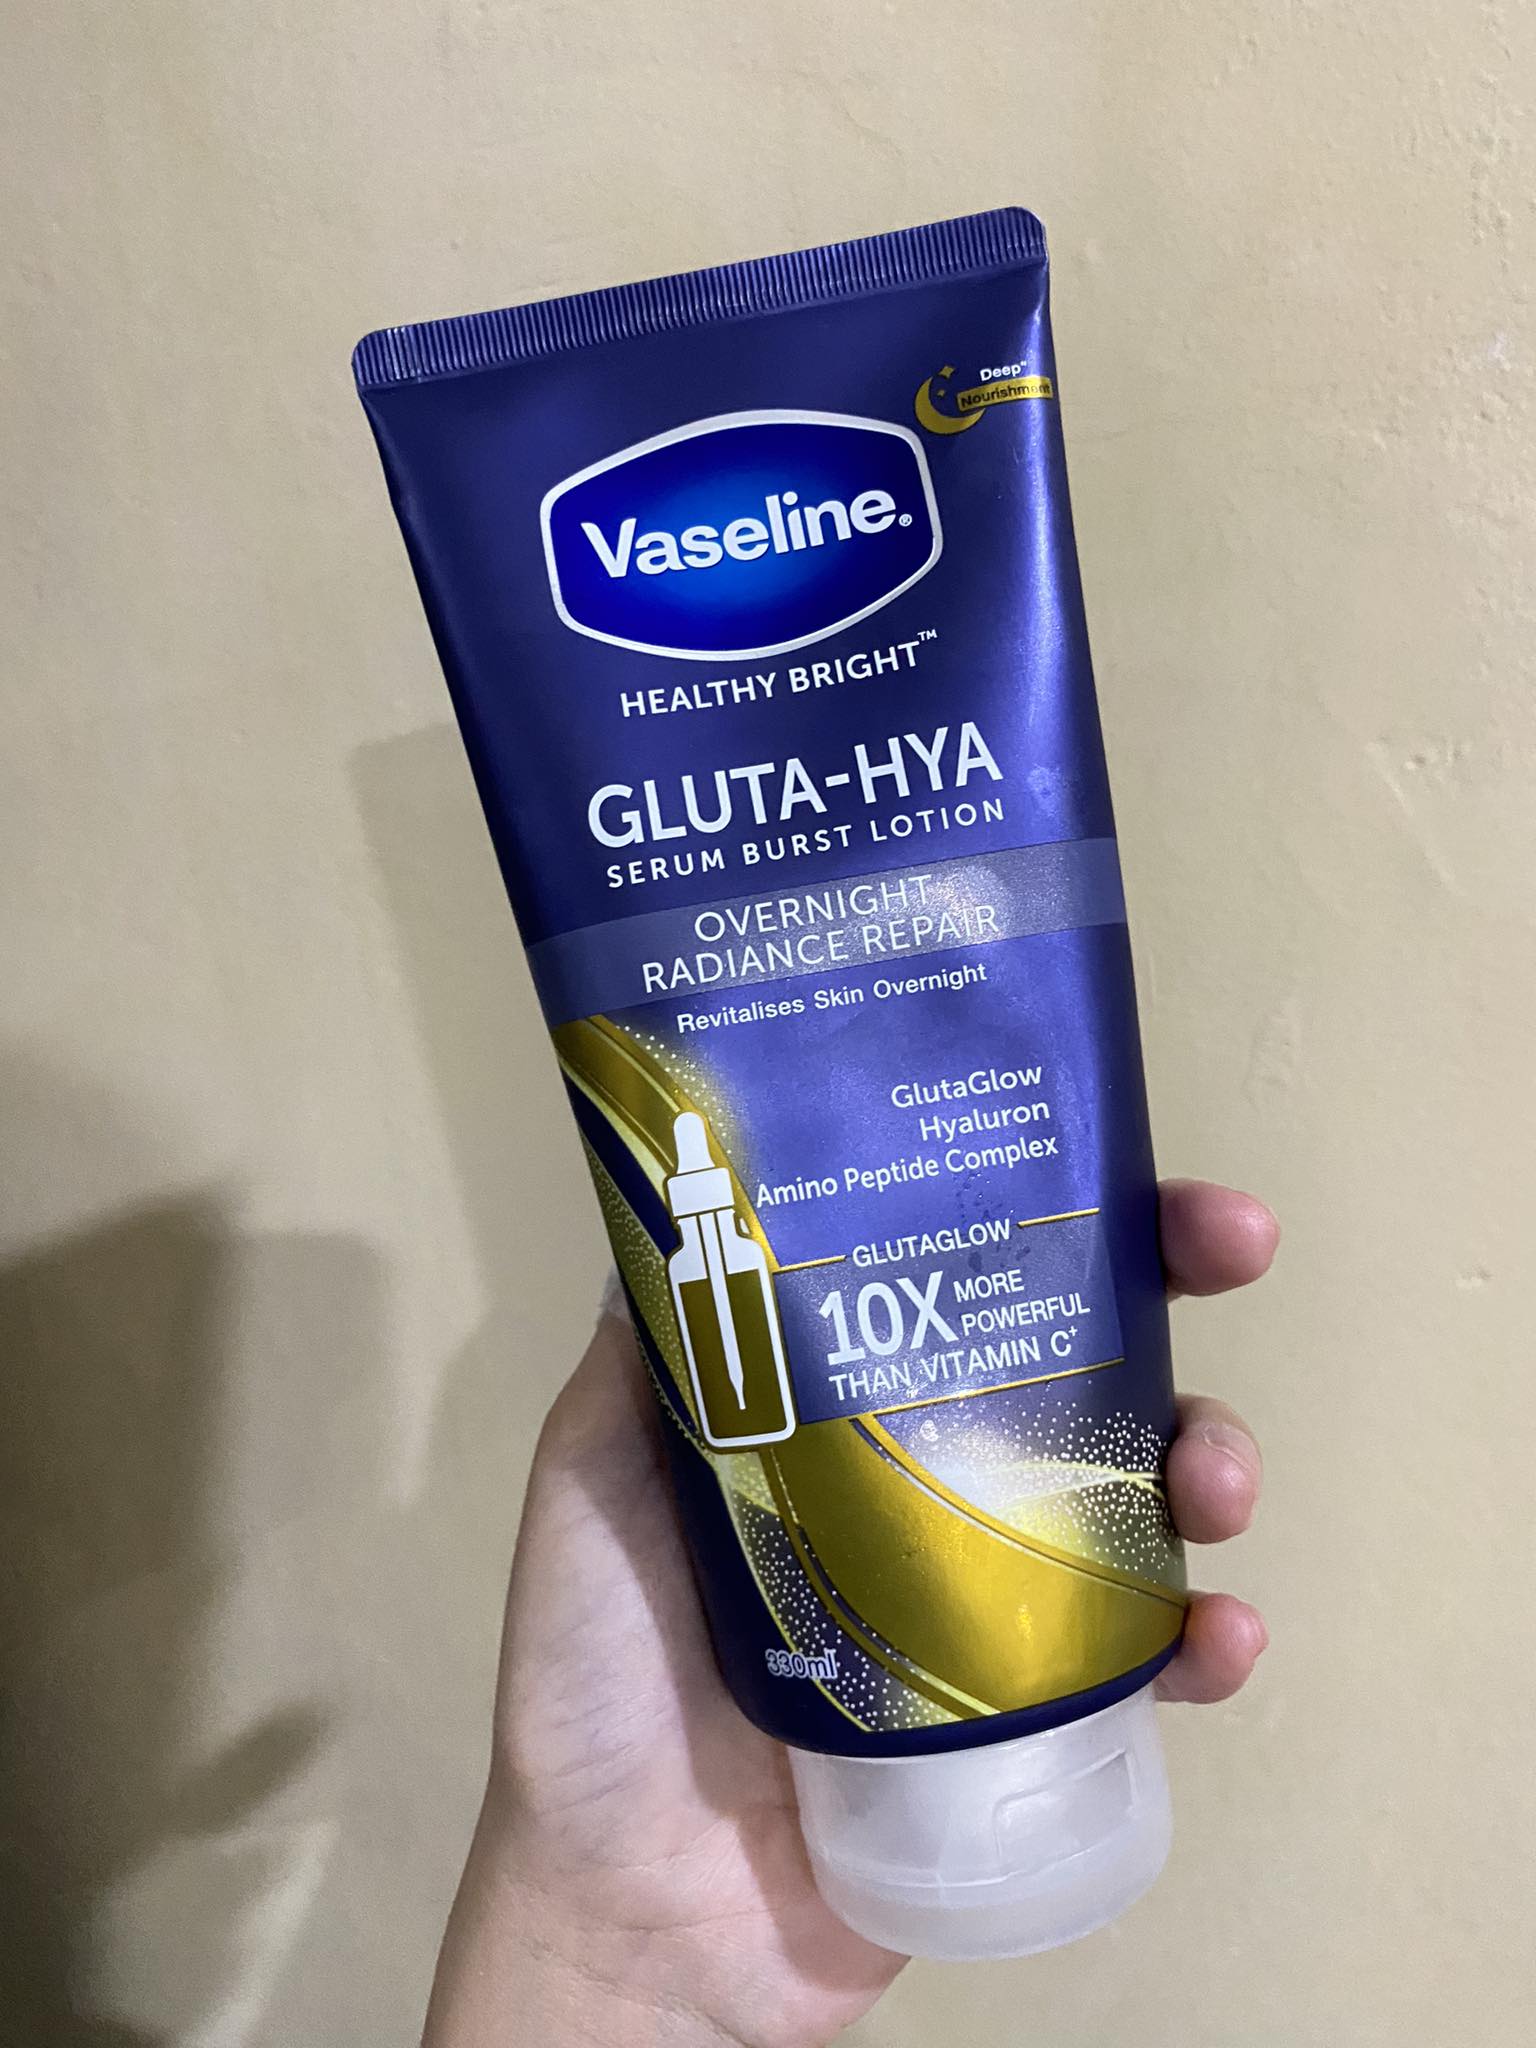 Deep"
Nourishment
Vaseline®
HEALTHY BRIGHT™
GLUTA-HYA
SERUM BURST LOTION
OVERNIGHT
RADIANCE REPAIR
Revitalises Skin Overnight
GlutaGlow
Hyaluron
Amino Peptide Complex
GLUTAGLOW
10X MORE
POWERFUL
THAN VITAMIN C⁺
330ml